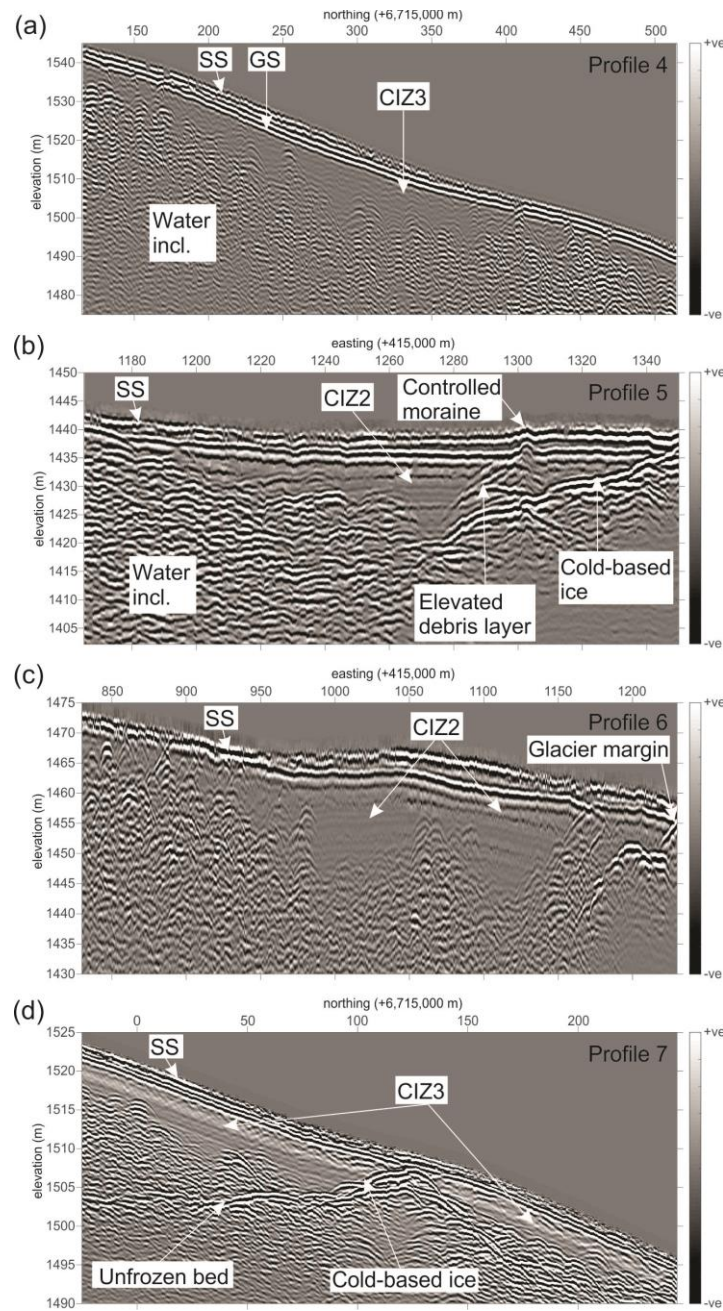 (a)
northing (+6,715,000 m)
150 200 250 300 350 400 450 500
+ve
Profile 4
SS
GS
CIZ3
Water
incl.
elevation (m)
1540
1530
1520
1510
1500
1490
1480
-ve
(b)
easting (+415,000 m)
1180 1200 1220 1240 1260 1280 1300 1320 1340
+ve
Profile 5
SS
CIZ2
Controlled
moraine
Water
incl.
Elevated
debris layer
Cold-based
ice
elevation (m)
1450
1445
1440
1435
1430
1425
1420
1415
1410
1405
-ve
(c)
easting (+415,000 m)
850 900 950 1000 1050 1100 1150 1200
+ve
Profile 6
SS
CIZ2
Glacier margin
elevation (m)
1475
1470
1465
1460
1455
1450
1445
1440
1435
1430
-ve
(d)
northing (+6,715,000 m)
0 50 100 150 200
+ve
Profile 7
SS
CIZ3
Unfrozen bed
Cold-based ice
elevation (m)
1525
1520
1515
1510
1505
1500
1495
1490
-ve